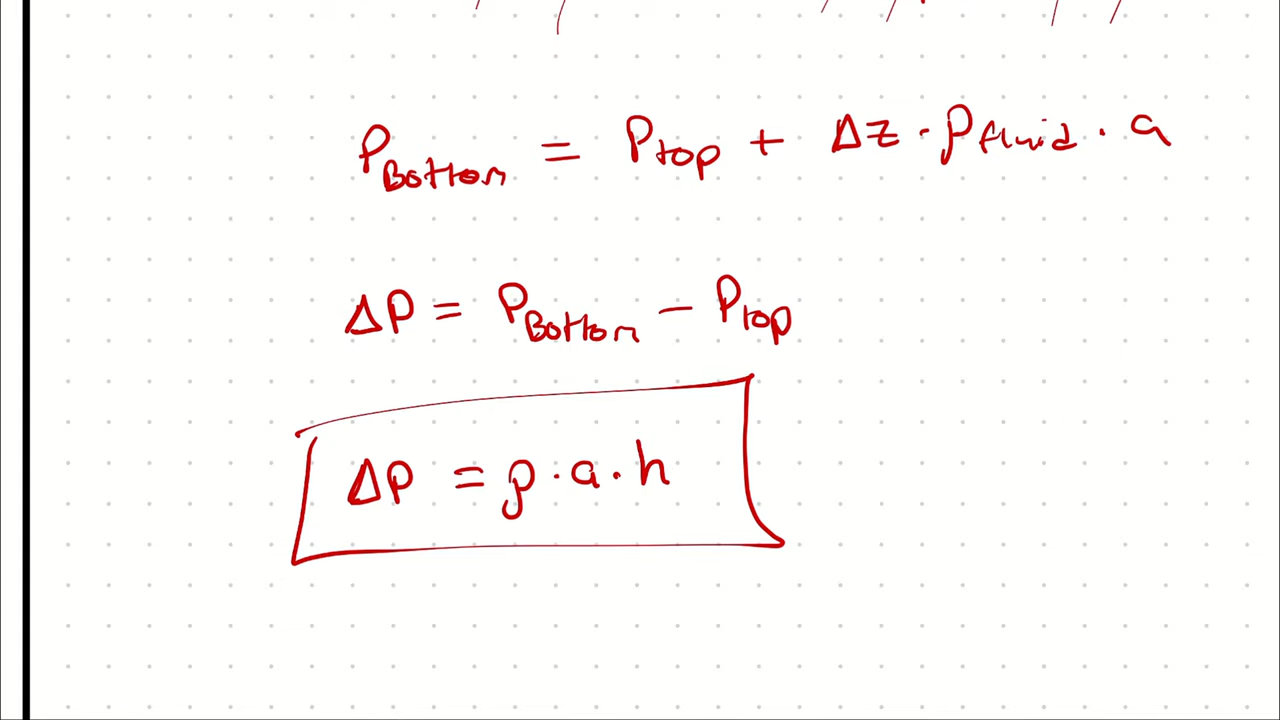 P_Bottom = P_top + Δz · ρ_fluid · a
ΔP = P_Bottom - P_top
ΔP = ρ · a · h